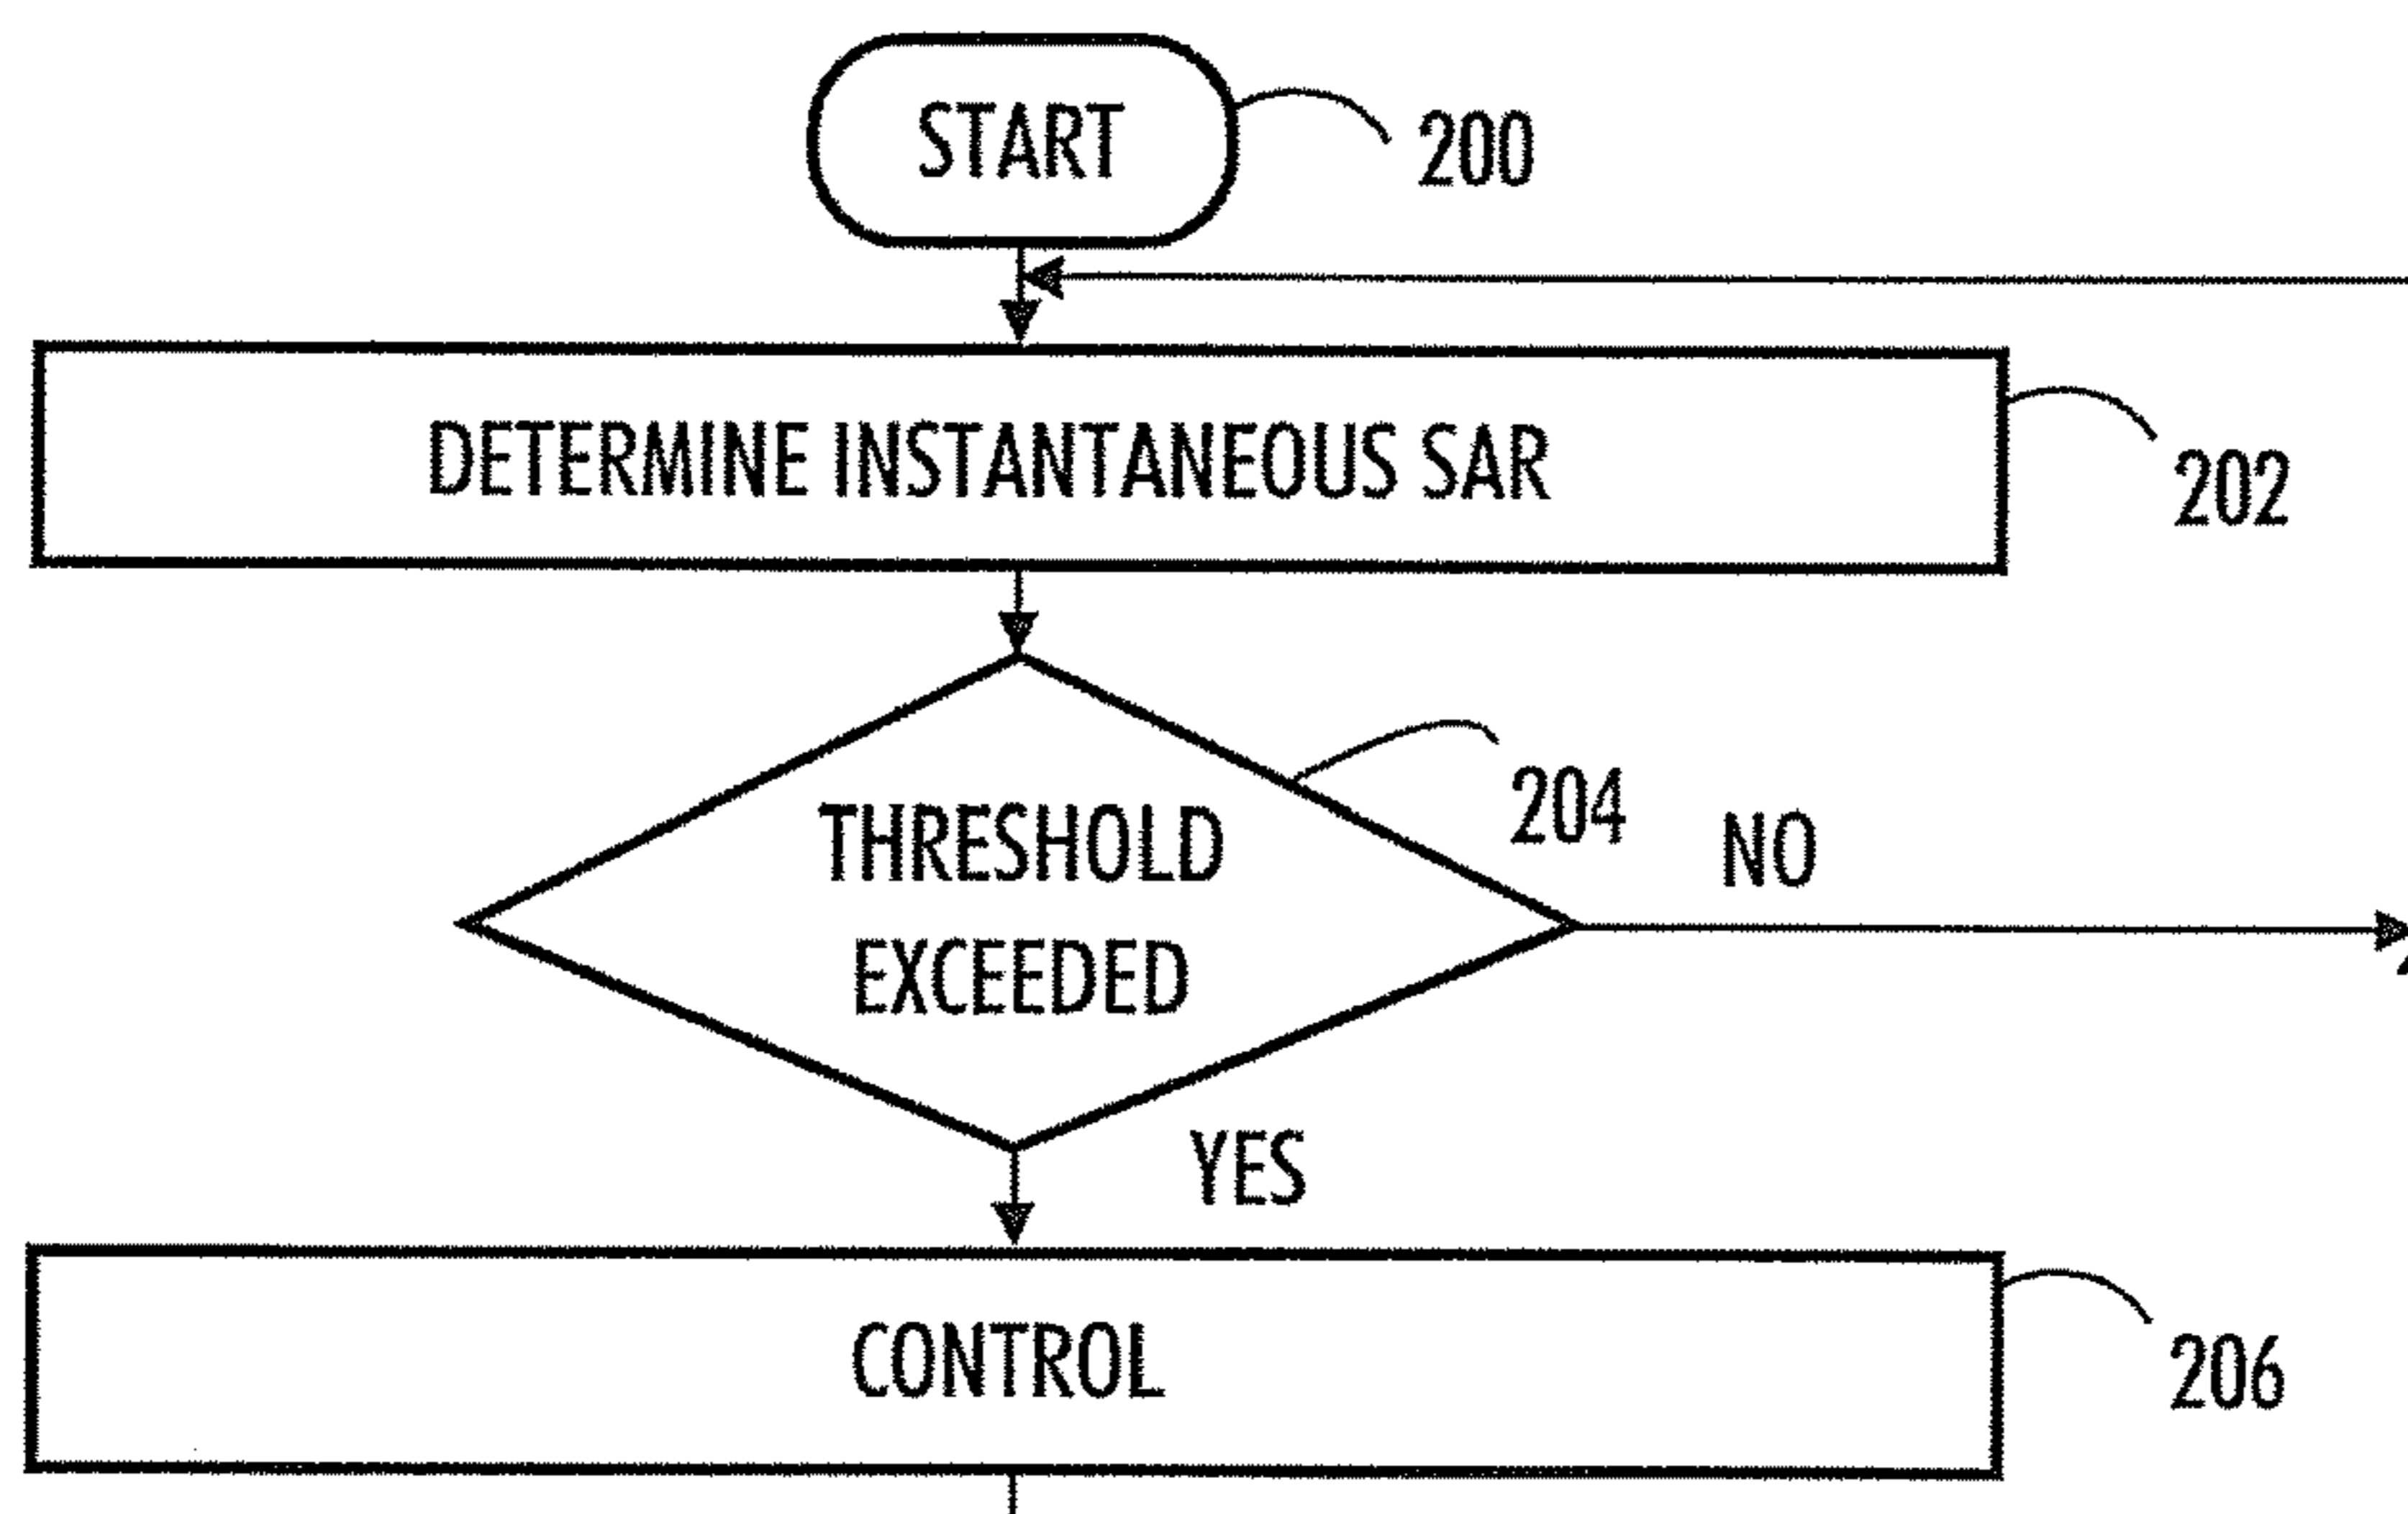 START
200
DETERMINE INSTANTANEOUS SAR
202
THRESHOLD
EXCEEDED
204
NO
YES
CONTROL
206